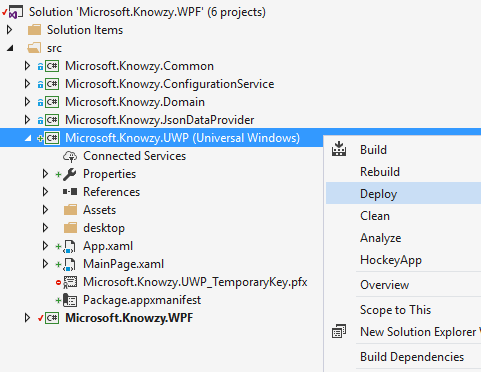 Solution 'Microsoft.Knowzy.WPF' (6 projects)
Solution Items
src
C# Microsoft.Knowzy.Common
C# Microsoft.Knowzy.ConfigurationService
C# Microsoft.Knowzy.Domain
C# Microsoft.Knowzy.JsonDataProvider
C# Microsoft.Knowzy.UWP (Universal Windows)
Connected Services
Properties
References
Assets
desktop
App.xaml
MainPage.xaml
Microsoft.Knowzy.UWP_TemporaryKey.pfx
Package.appxmanifest
C# Microsoft.Knowzy.WPF
Build
Rebuild
Deploy
Clean
Analyze
HockeyApp
Overview
Scope to This
New Solution Explorer
Build Dependencies